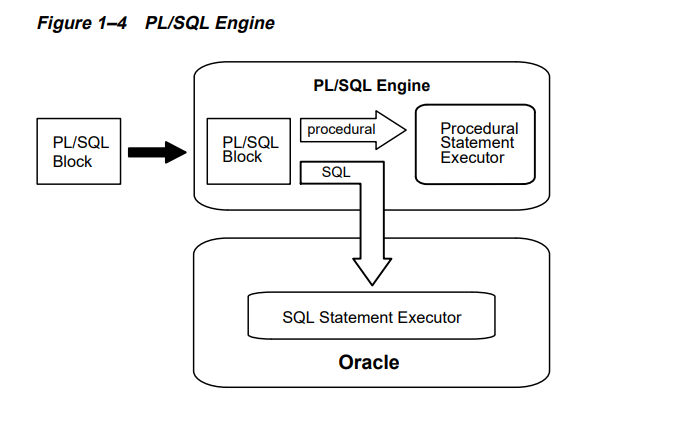 Figure 1–4 PL/SQL Engine
PL/SQL Engine
PL/SQL
Block
PL/SQL
Block
procedural
Procedural
Statement
Executor
SQL
SQL Statement Executor
Oracle